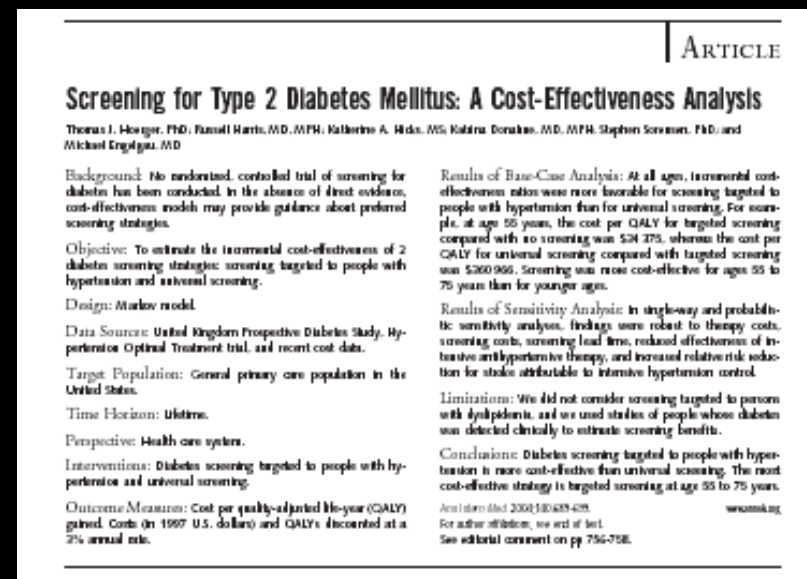 ARTICLE
Screening for Type 2 Diabetes Mellitus: A Cost-Effectiveness Analysis
Thomas J. Hoerger, PhD; Russell Harris, MD, MPH; Katherine A. Hicks, MS; Katrina Donahue, MD, MPH; Stephen Sorensen, PhD; and
Michael Engelgau, MD
Background: No randomized, controlled trial of screening for
diabetes has been conducted. In the absence of direct evidence,
cost-effectiveness models may provide guidance about preferred
screening strategies.
Objective: To estimate the incremental cost-effectiveness of 2
diabetes screening strategies: screening targeted to people with
hypertension and universal screening.
Design: Markov model.
Data Sources: United Kingdom Prospective Diabetes Study, Hy-
pertension Optimal Treatment trial, and recent cost data.
Target Population: General primary care population in the
United States.
Time Horizon: Lifetime.
Perspective: Health care system.
Interventions: Diabetes screening targeted to people with hy-
pertension and universal screening.
Outcome Measures: Cost per quality-adjusted life-year (QALY)
gained. Costs (in 1997 U.S. dollars) and QALYs discounted at a
3% annual rate.
Results of Base-Case Analysis: At all ages, incremental cost-
effectiveness ratios were more favorable for screening targeted to
people with hypertension than for universal screening. For exam-
ple, at age 55 years, the cost per QALY for targeted screening
compared with no screening was $34 375, whereas the cost per
QALY for universal screening compared with targeted screening
was $360 966. Screening was more cost-effective for ages 55 to
75 years than for younger ages.
Results of Sensitivity Analysis: In single-way and probabilis-
tic sensitivity analyses, findings were robust to therapy costs,
screening costs, screening lead time, reduced effectiveness of in-
tensive antihypertensive therapy, and increased relative risk reduc-
tion for stroke attributable to intensive hypertension control.
Limitations: We did not consider screening targeted to persons
with dyslipidemia, and we used studies of people whose diabetes
was detected clinically to estimate screening benefits.
Conclusions: Diabetes screening targeted to people with hyper-
tension is more cost-effective than universal screening. The most
cost-effective strategy is targeted screening at age 55 to 75 years.
Ann Intern Med. 2004;140:689-699.
For author affiliations, see end of text.
See editorial comment on pp 756-758.